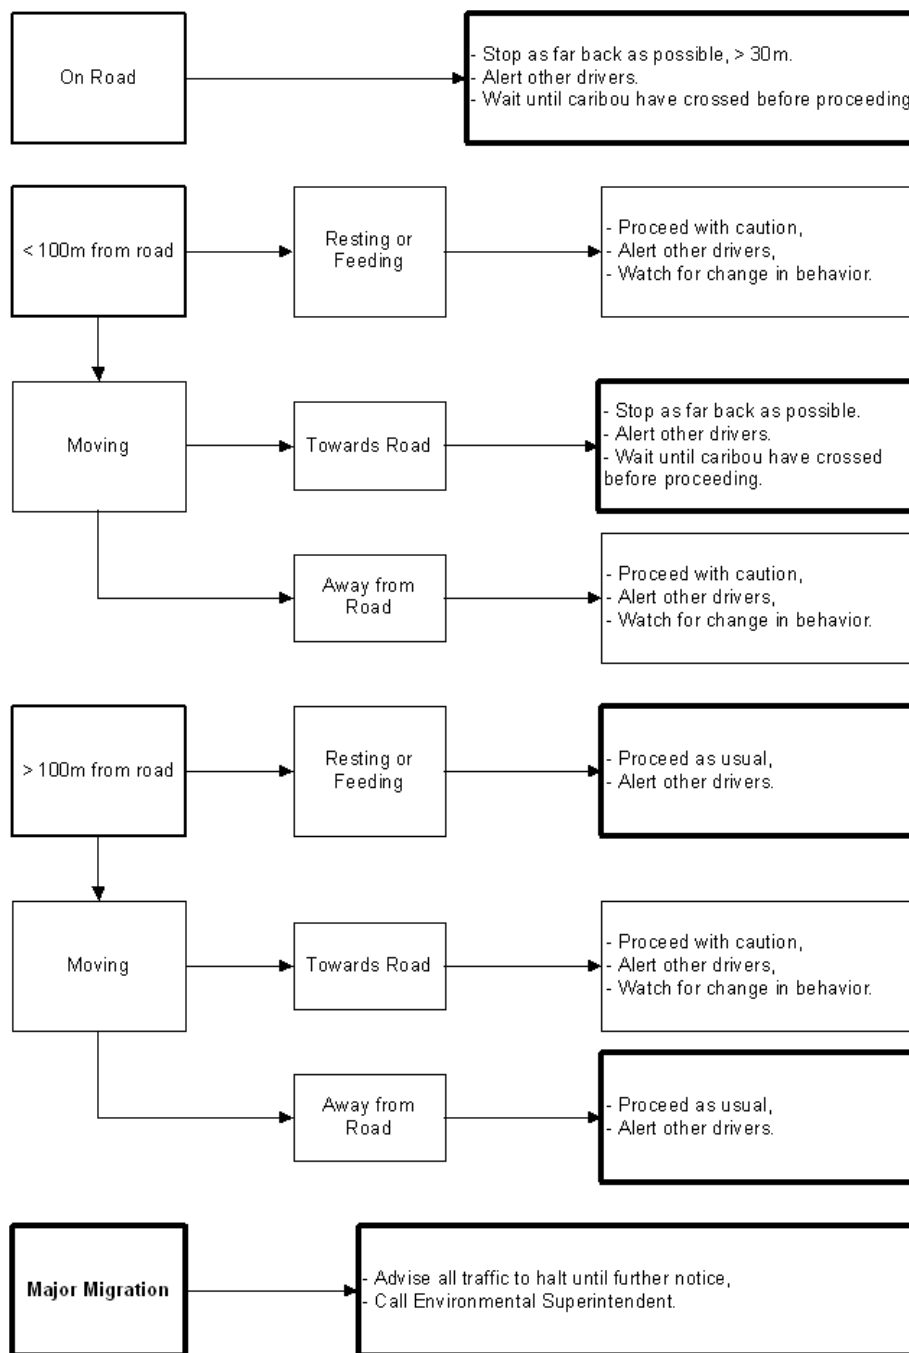 On Road
- Stop as far back as possible, > 30m.
- Alert other drivers.
- Wait until caribou have crossed before proceeding
< 100m from road
Resting or
Feeding
- Proceed with caution,
- Alert other drivers,
- Watch for change in behavior.
Moving
Towards Road
- Stop as far back as possible.
- Alert other drivers.
- Wait until caribou have crossed
before proceeding.
Away from
Road
- Proceed with caution,
- Alert other drivers,
- Watch for change in behavior.
> 100m from road
Resting or
Feeding
- Proceed as usual,
- Alert other drivers.
Moving
Towards Road
- Proceed with caution,
- Alert other drivers,
- Watch for change in behavior.
Away from
Road
- Proceed as usual,
- Alert other drivers.
Major Migration
- Advise all traffic to halt until further notice,
- Call Environmental Superintendent.